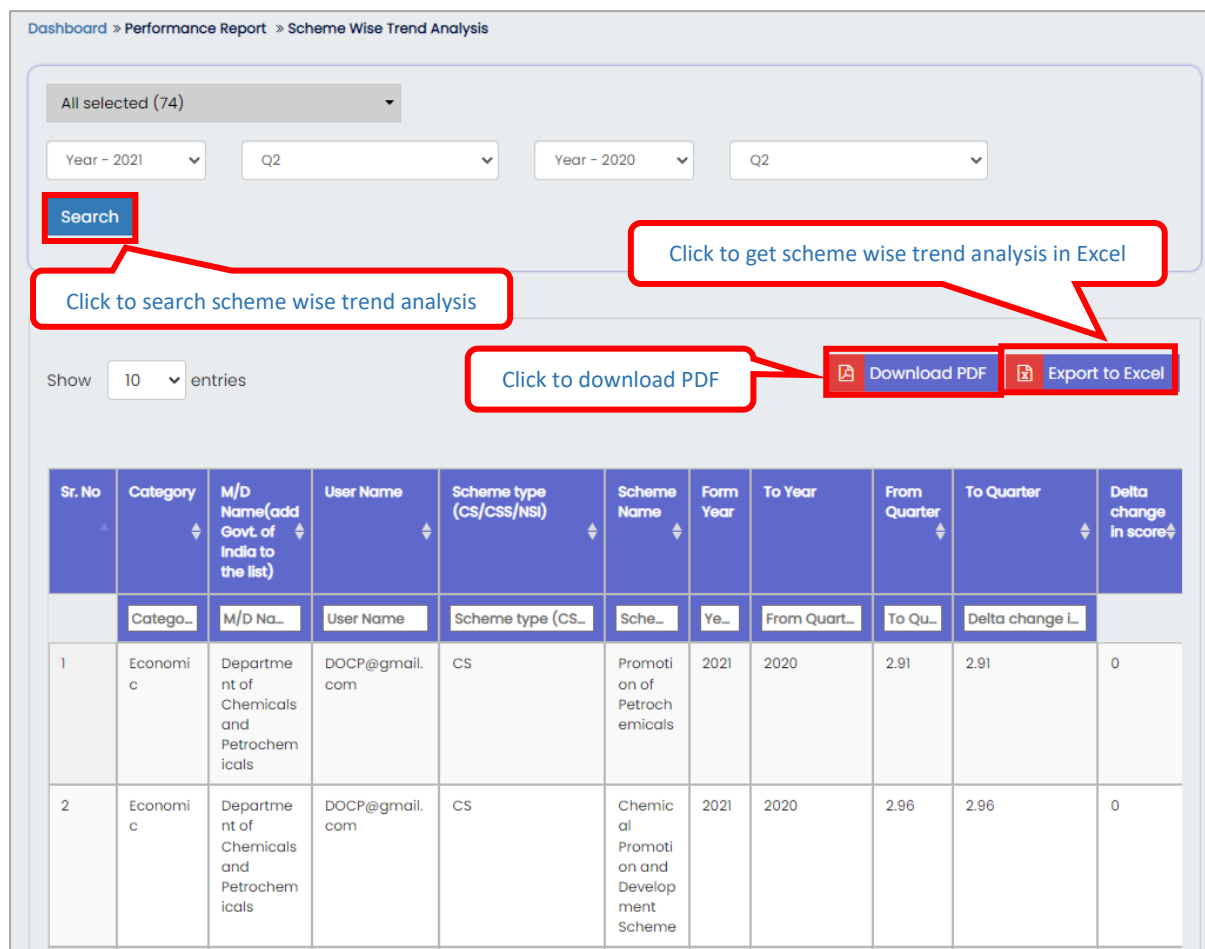 Dashboard » Performance Report » Scheme Wise Trend Analysis
All selected (74)
Year - 2021 Q2 Year - 2020 Q2
Search
Click to get scheme wise trend analysis in Excel
Click to search scheme wise trend analysis
Show 10 entries
Click to download PDF
Download PDF
Export to Excel
Sr. No
Category
M/D
Name(add
Govt. of
India to
the list)
User Name
Scheme type
(CS/CSS/NSI)
Scheme
Name
Form
Year
To Year
From
Quarter
To Quarter
Delta
change
in score
Catego...
M/D Na...
User Name
Scheme type (CS...
Sche...
Ye...
From Quart...
To Qu...
Delta change i...
1
Economi
c
Departme
nt of
Chemicals
and
Petrochem
icals
DOCP@gmail.
com
CS
Promoti
on of
Petroch
emicals
2021
2020
2.91
2.91
0
2
Economi
c
Departme
nt of
Chemicals
and
Petrochem
icals
DOCP@gmail.
com
CS
Chemic
al
Promoti
on and
Develop
ment
Scheme
2021
2020
2.96
2.96
0